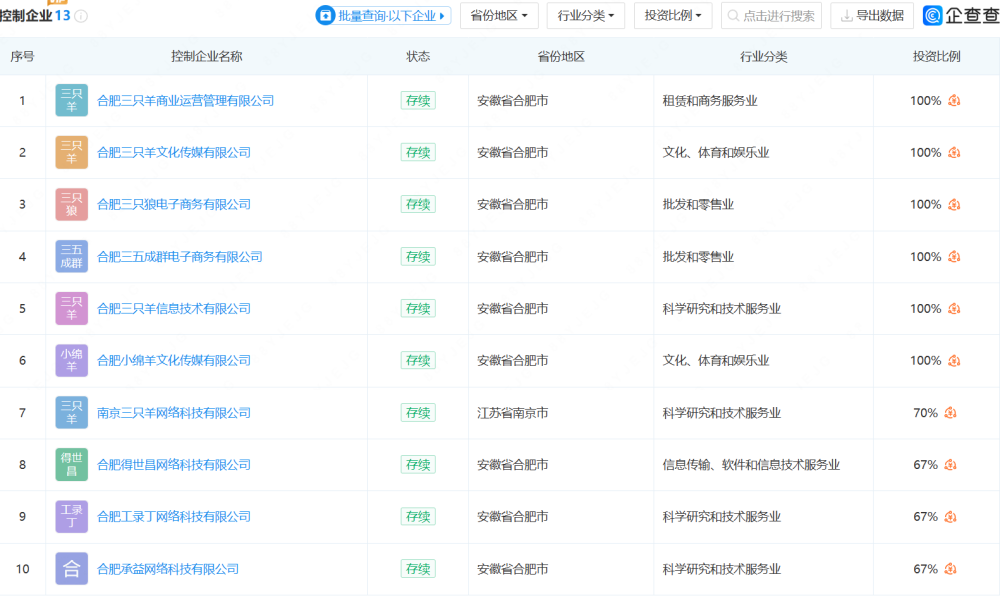 控制企业 13
批量查询·以下企业
省份地区
行业分类
投资比例
点击进行搜索
导出数据
企查查
序号 控制企业名称 状态 省份地区 行业分类 投资比例
1 三只羊 合肥三只羊商业运营管理有限公司 存续 安徽省合肥市 租赁和商务服务业 100%
2 三只羊 合肥三只羊文化传媒有限公司 存续 安徽省合肥市 文化、体育和娱乐业 100%
3 三只狼 合肥三只狼电子商务有限公司 存续 安徽省合肥市 批发和零售业 100%
4 三五成群 合肥三五成群电子商务有限公司 存续 安徽省合肥市 批发和零售业 100%
5 三只羊 合肥三只羊信息技术有限公司 存续 安徽省合肥市 科学研究和技术服务业 100%
6 小绵羊 合肥小绵羊文化传媒有限公司 存续 安徽省合肥市 文化、体育和娱乐业 100%
7 三只羊 南京三只羊网络科技有限公司 存续 江苏省南京市 科学研究和技术服务业 70%
8 得世昌 合肥得世昌网络科技有限公司 存续 安徽省合肥市 信息传输、软件和信息技术服务业 67%
9 工录丁 合肥工录丁网络科技有限公司 存续 安徽省合肥市 科学研究和技术服务业 67%
10 合 合肥承益网络科技有限公司 存续 安徽省合肥市 科学研究和技术服务业 67%